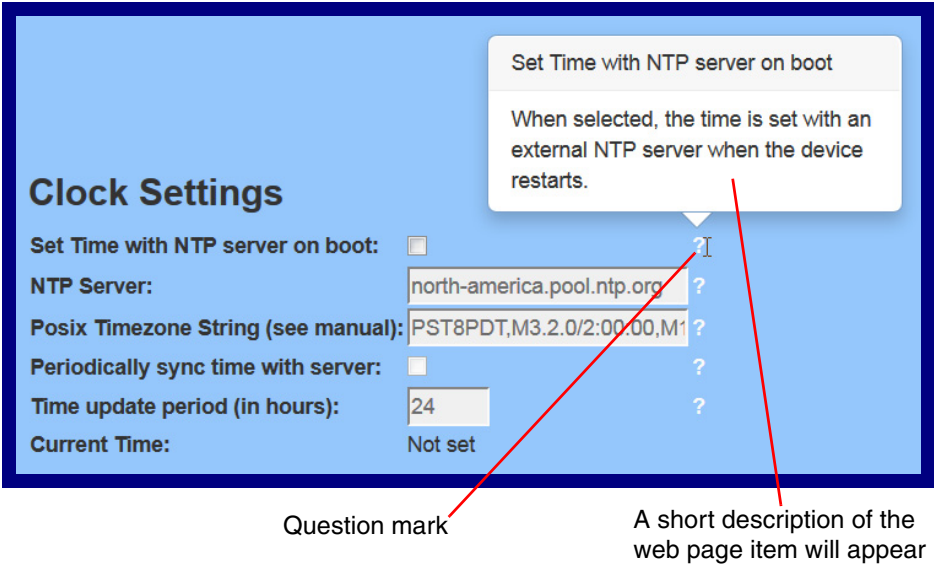 Set Time with NTP server on boot
When selected, the time is set with an
external NTP server when the device
restarts.
Clock Settings
Set Time with NTP server on boot: ?
NTP Server: north-america.pool.ntp.org ?
Posix Timezone String (see manual): PST8PDT,M3.2.0/2:00:00,M1 ?
Periodically sync time with server: ?
Time update period (in hours): 24 ?
Current Time: Not set
Question mark
A short description of the
web page item will appear